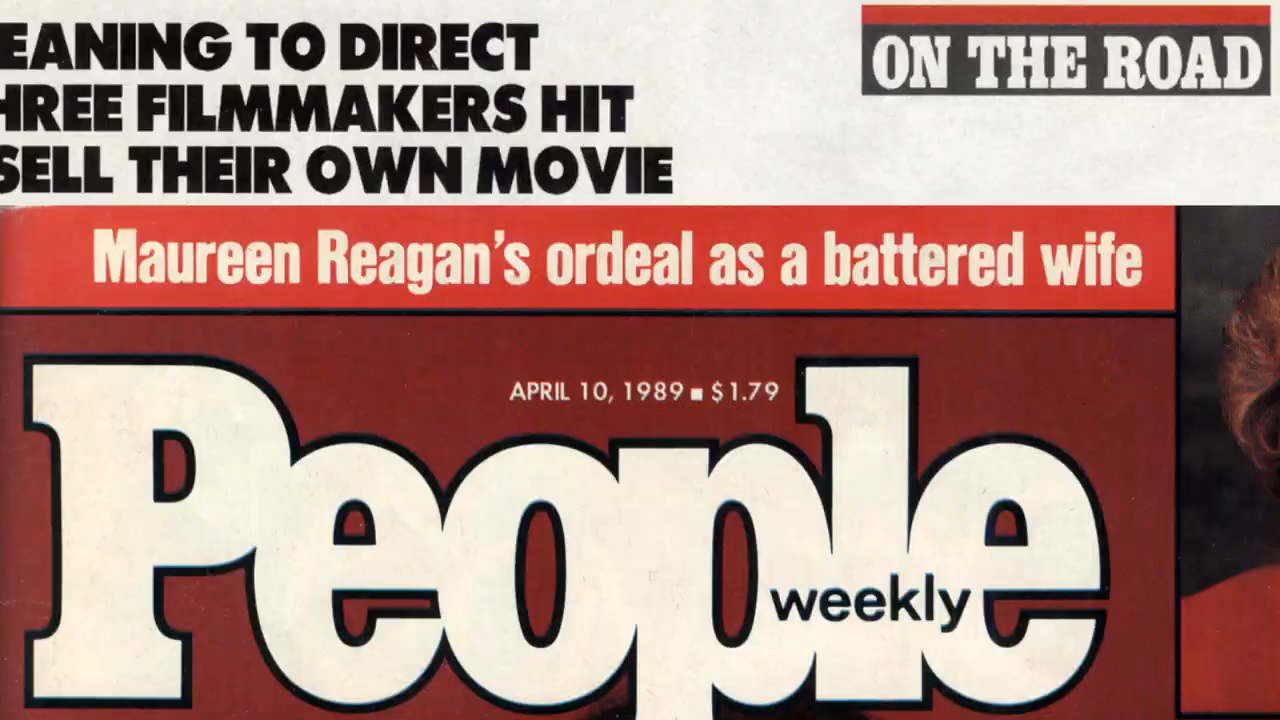 EANING TO DIRECT
HREE FILMMAKERS HIT
SELL THEIR OWN MOVIE
ON THE ROAD
Maureen Reagan's ordeal as a battered wife
APRIL 10, 1989 ■ $1.79
People
weekly